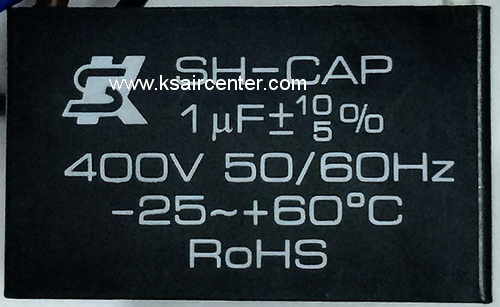 SH-CAP
www.ksaircenter.com
1µF±10/5%
400V 50/60Hz
-25~+60°C
RoHS